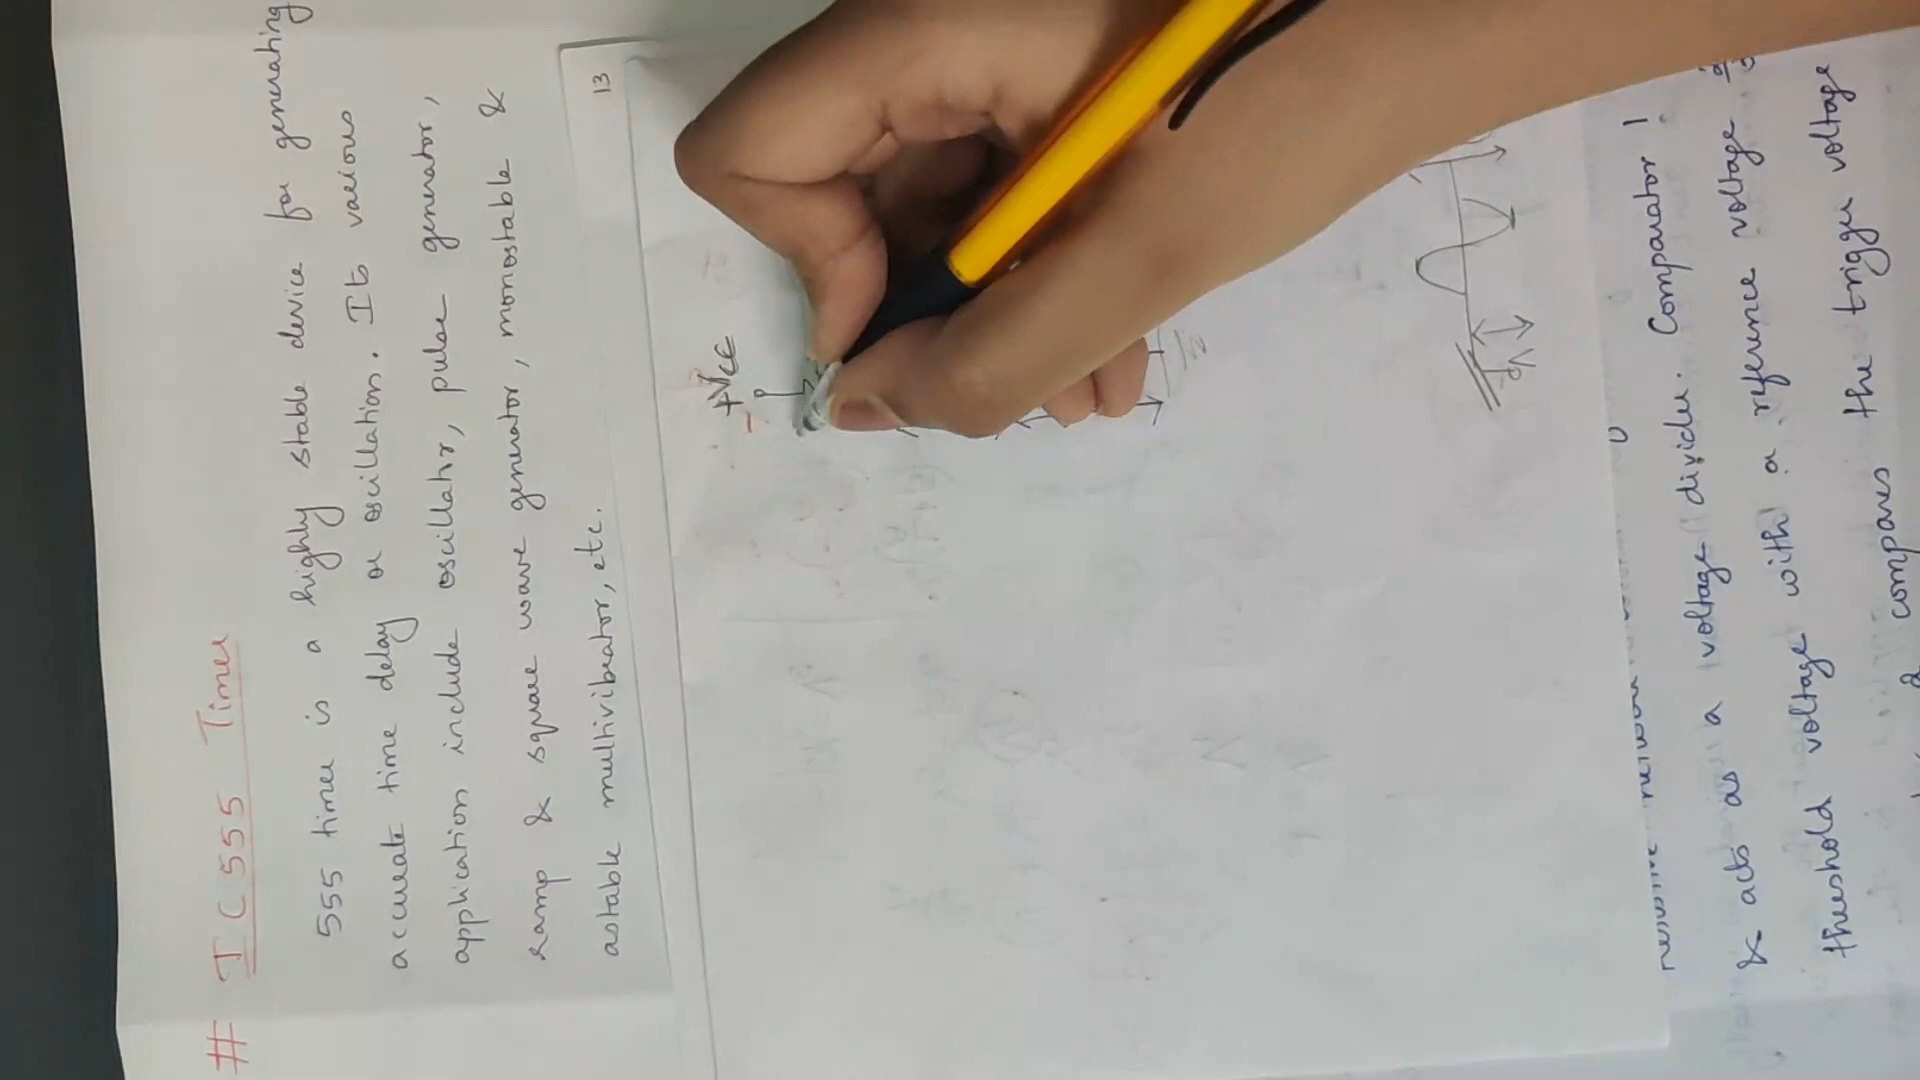 # IC 555 Timer
555 timer is a highly stable device for generating
accurate time delay or oscillation. Its various
application include oscillator, pulse generator,
ramp & square wave generator, monostable &
astable multivibrator, etc.
13
+VCC
& acts as a voltage divider. Comparator 1
threshold voltage with a reference voltage
compares the trigger voltage